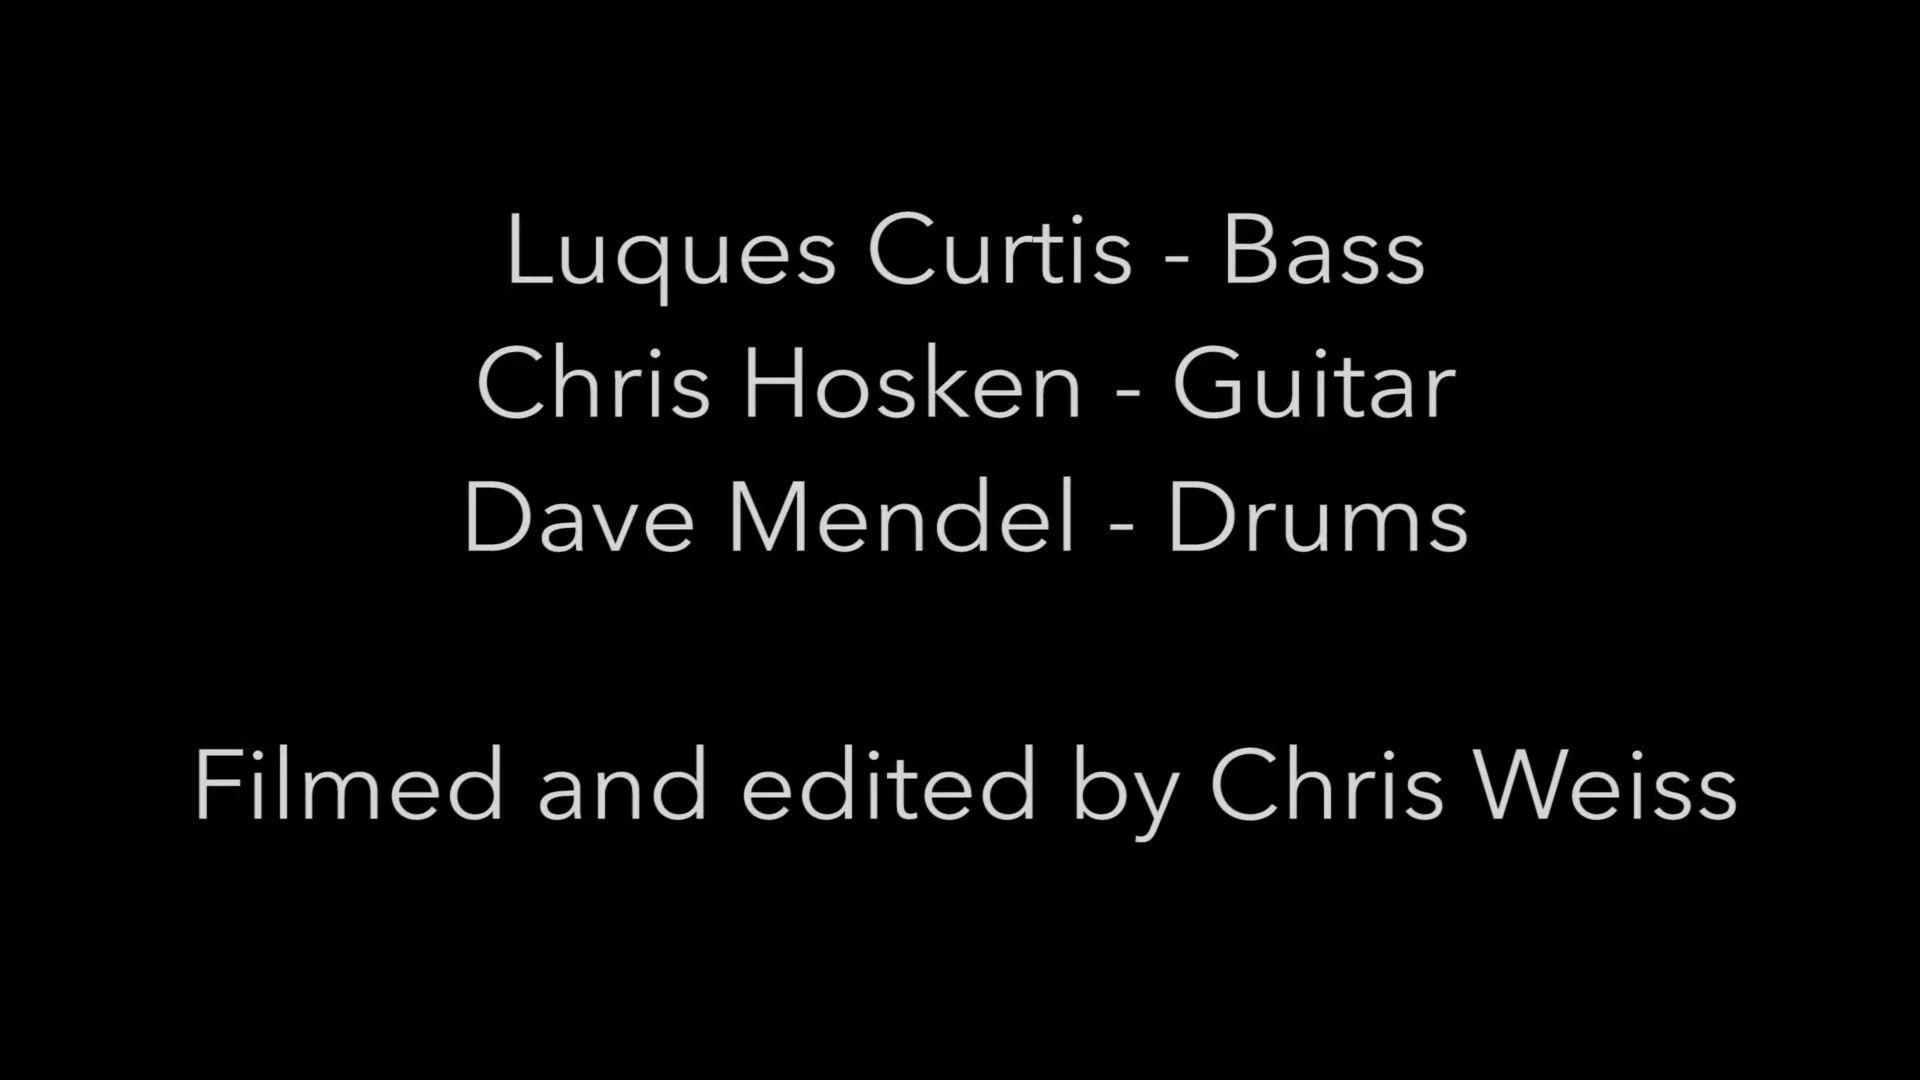 Luques Curtis - Bass
Chris Hosken - Guitar
Dave Mendel - Drums
Filmed and edited by Chris Weiss